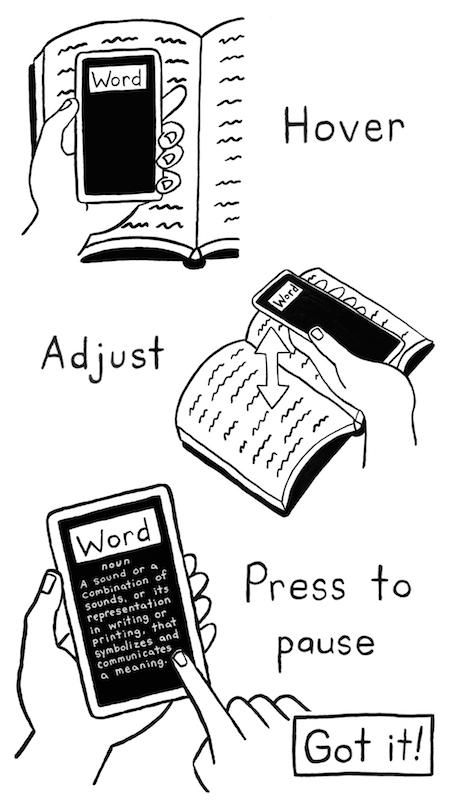 Word
Hover
Word
Adjust
Word
noun
A sound or a
combination of
sounds, or its
representation
in writing or
printing, that
symbolizes and
communicates
a meaning.
Press to
pause
Got it!